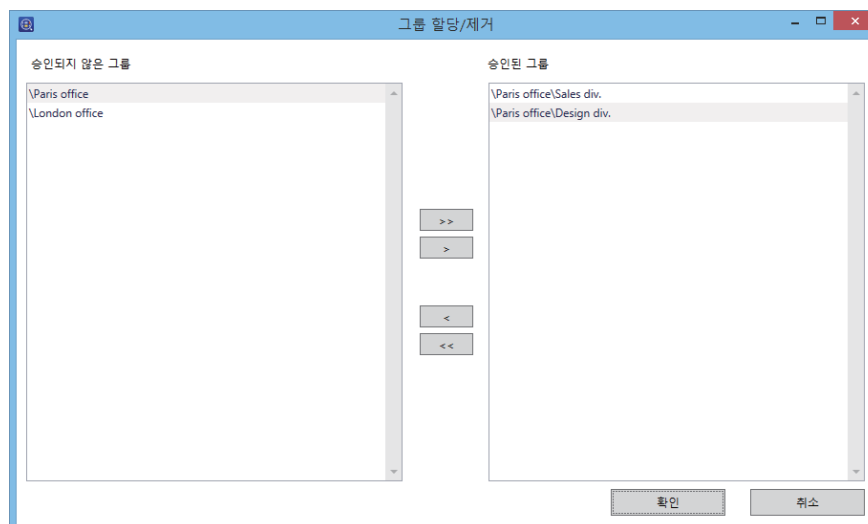 그룹 할당/제거
승인되지 않은 그룹
승인된 그룹
\Paris office
\London office
\Paris office\Sales div.
\Paris office\Design div.
>>
>
<
<<
확인
취소